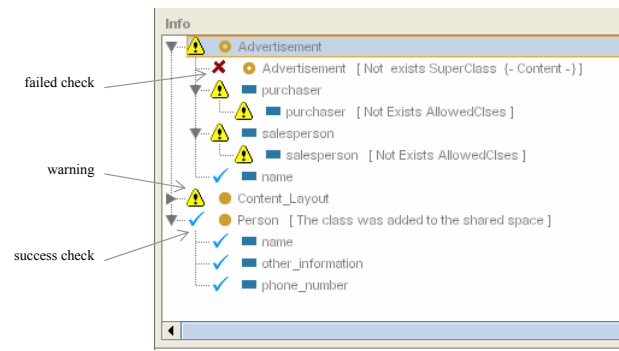 Info
Advertisement
failed check
Advertisement [ Not exists SuperClass {- Content -} ]
purchaser
purchaser [ Not Exists AllowedClses ]
salesperson
salesperson [ Not Exists AllowedClses ]
warning
name
Content_Layout
Person [ The class was added to the shared space ]
name
success check
other_information
phone_number